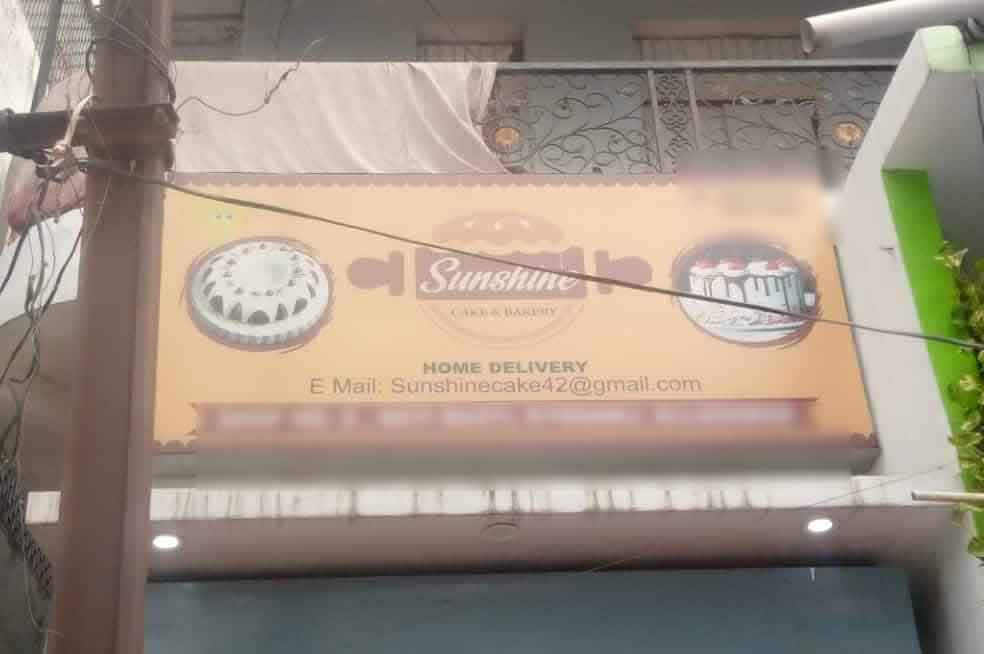 Sunshine
CAKE & BAKERY
HOME DELIVERY
E Mail: Sunshinecake42@gmail.com